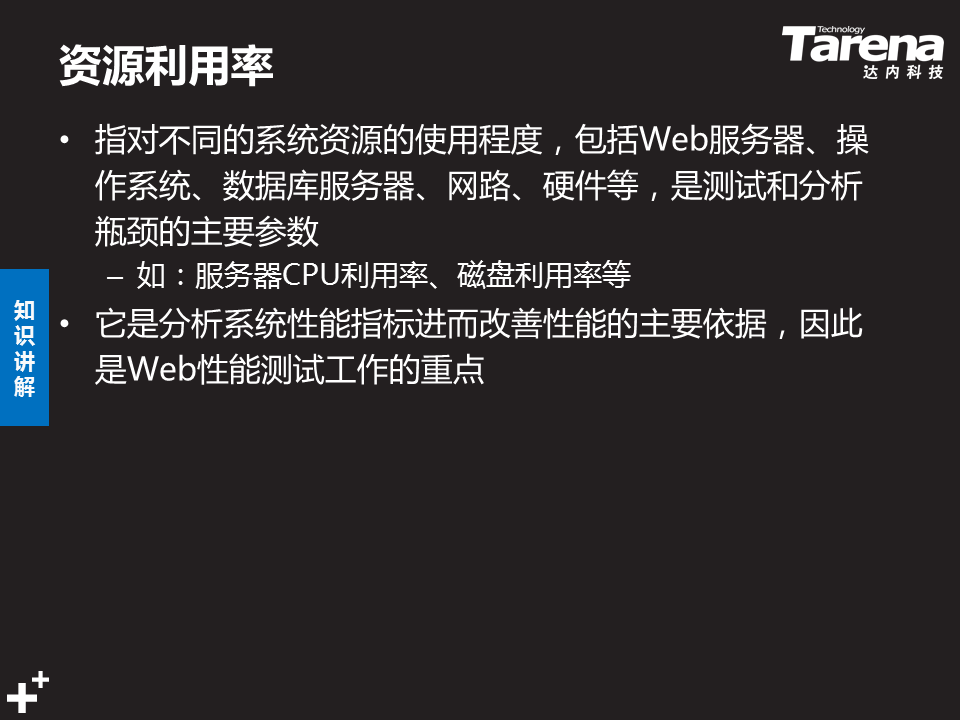 资源利用率
Technology
Tarena
达内科技
• 指对不同的系统资源的使用程度，包括Web服务器、操
作系统、数据库服务器、网路、硬件等，是测试和分析
瓶颈的主要参数
– 如：服务器CPU利用率、磁盘利用率等
• 它是分析系统性能指标进而改善性能的主要依据，因此
是Web性能测试工作的重点
知
识
讲
解